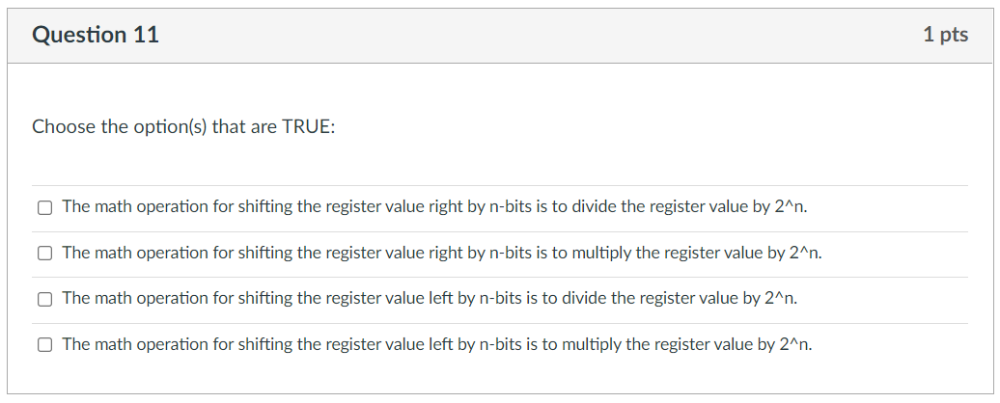 Question 11
1 pts
Choose the option(s) that are TRUE:
The math operation for shifting the register value right by n-bits is to divide the register value by 2^n.
The math operation for shifting the register value right by n-bits is to multiply the register value by 2^n.
The math operation for shifting the register value left by n-bits is to divide the register value by 2^n.
The math operation for shifting the register value left by n-bits is to multiply the register value by 2^n.